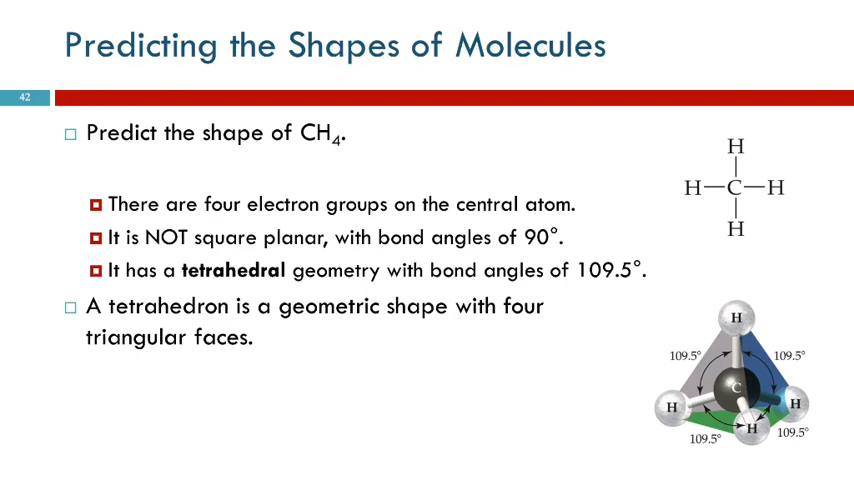 Predicting the Shapes of Molecules
42
Predict the shape of CH₄.
There are four electron groups on the central atom.
It is NOT square planar, with bond angles of 90°.
It has a tetrahedral geometry with bond angles of 109.5°.
A tetrahedron is a geometric shape with four
triangular faces.
H
H—C—H
H
H
109.5° 109.5°
C
H H
H
109.5° 109.5°